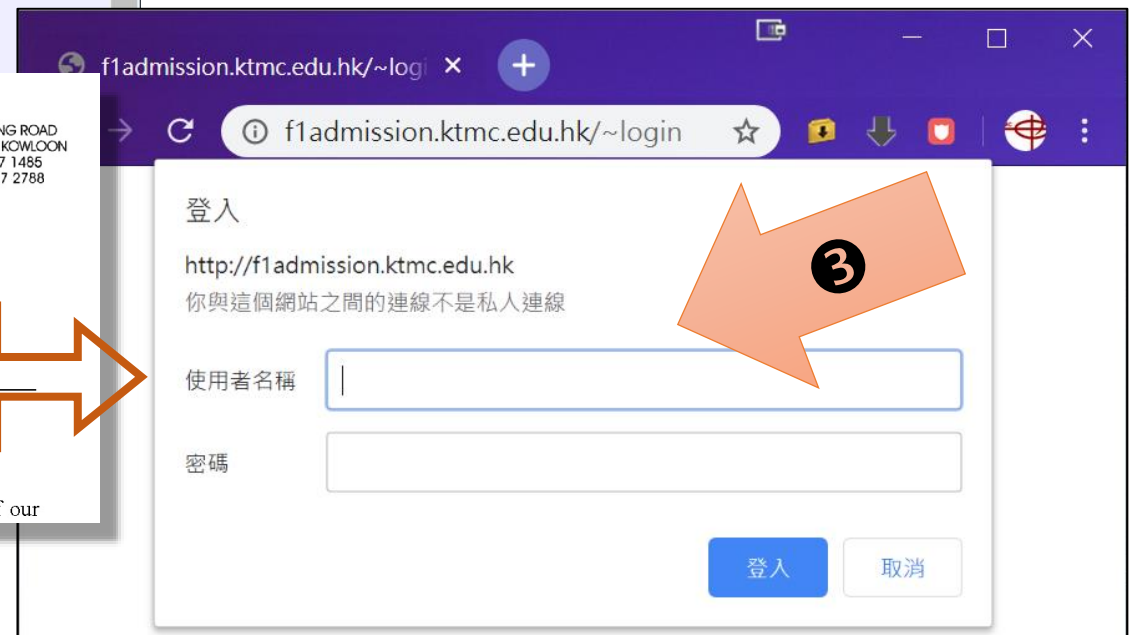 f1admission.ktmc.edu.hk/~logi
f1admission.ktmc.edu.hk/~login
NG ROAD
KOWLOON
7 1485
7 2788
登入
http://f1admission.ktmc.edu.hk
你與這個網站之間的連線不是私人連線
❸
使用者名稱
密碼
our
登入
取消